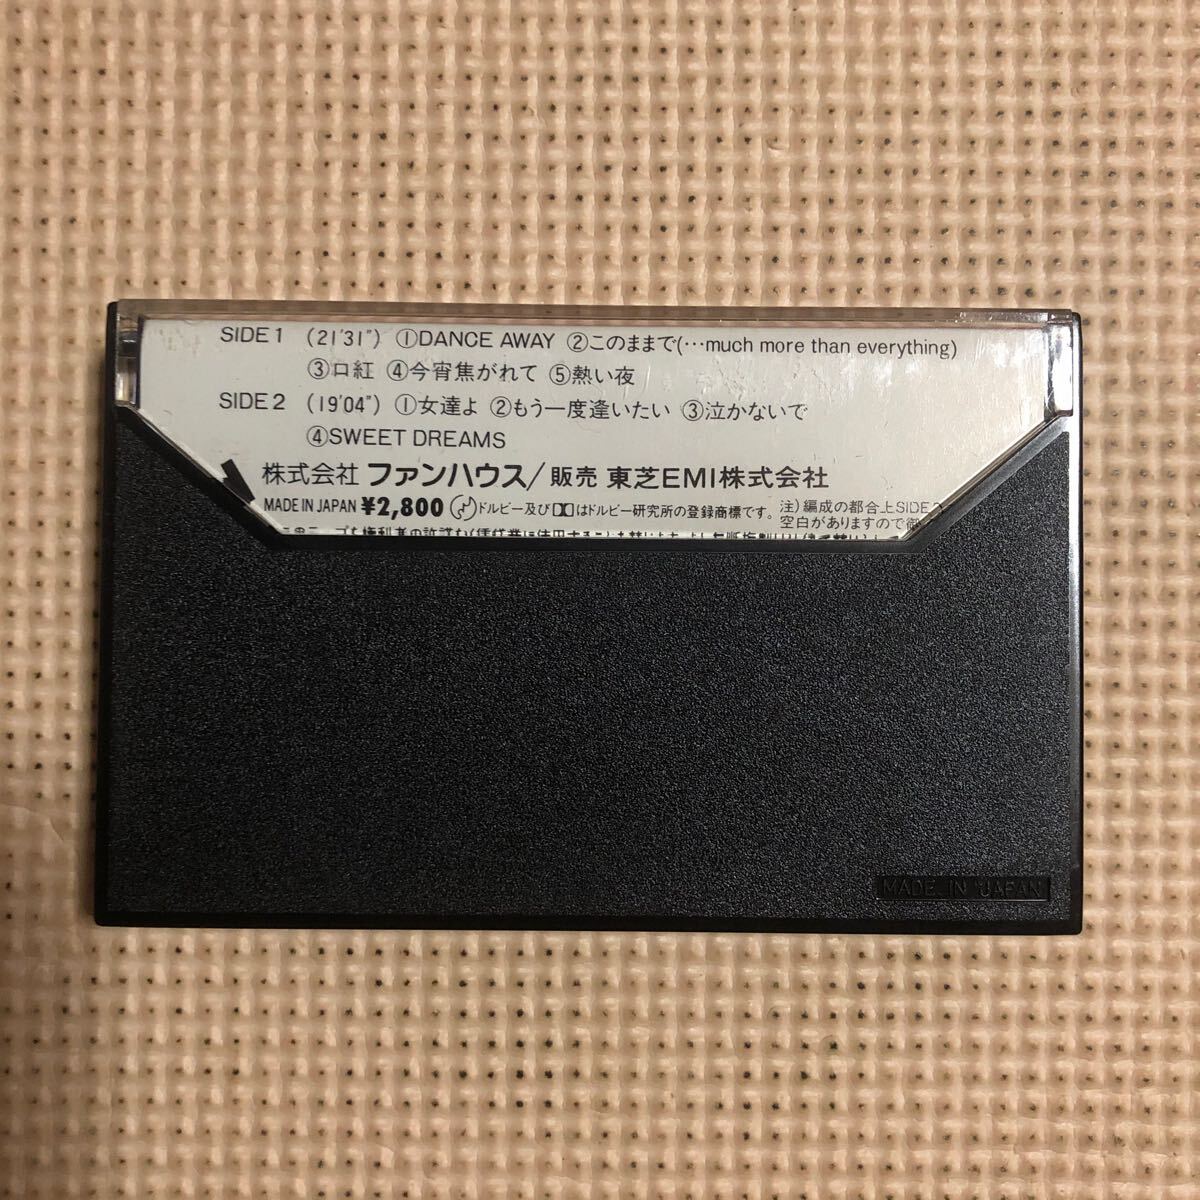 SIDE 1 (21'31") ①DANCE AWAY ②このままで(…much more than everything)
③口紅 ④今宵焦がれて ⑤熱い夜
SIDE 2 (19'04") ①女達よ ②もう一度逢いたい ③泣かないで
④SWEET DREAMS
株式会社 ファンハウス/販売 東芝EMI株式会社
MADE IN JAPAN ¥2,800 ドルビー及びはドルビー研究所の登録商標です。 注)編成の都合上SIDE 2
空白がありますので御
MADE IN JAPAN